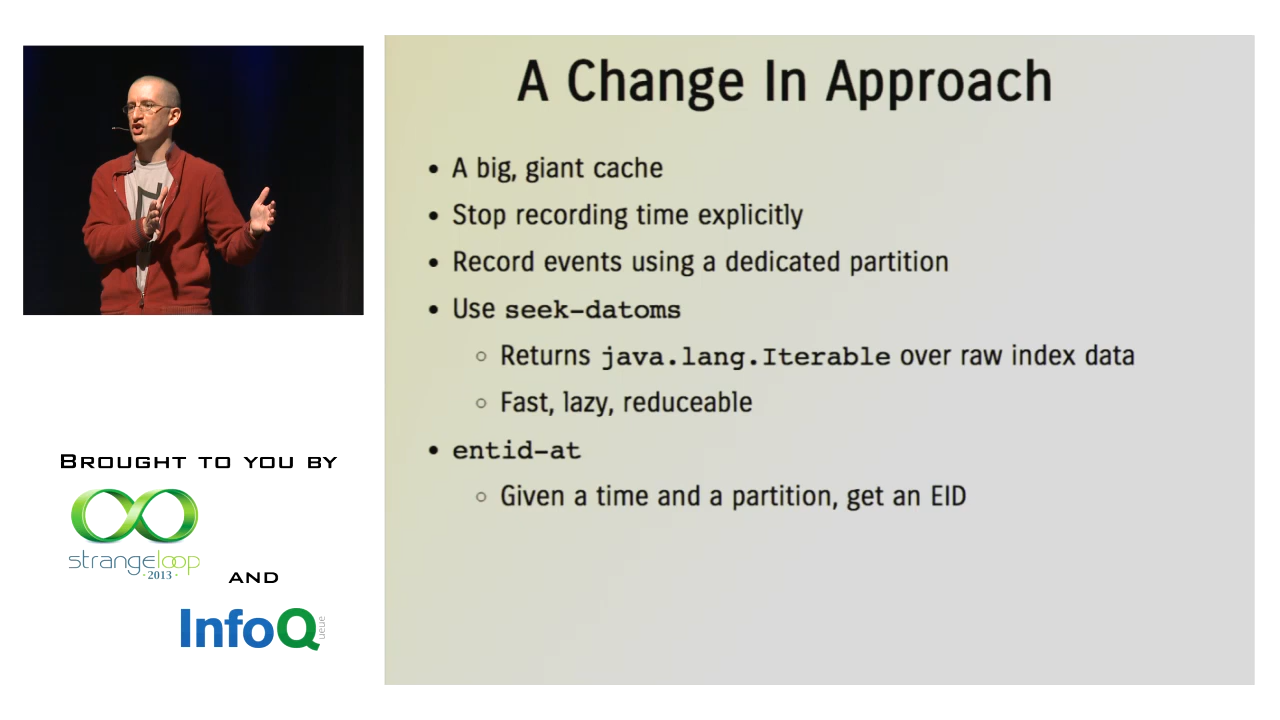 A Change In Approach
• A big, giant cache
• Stop recording time explicitly
• Record events using a dedicated partition
• Use seek-datoms
○ Returns java.lang.Iterable over raw index data
○ Fast, lazy, reduceable
• entid-at
○ Given a time and a partition, get an EID
BROUGHT TO YOU BY
strangeloop
·2013·
AND
InfoQ
ueue